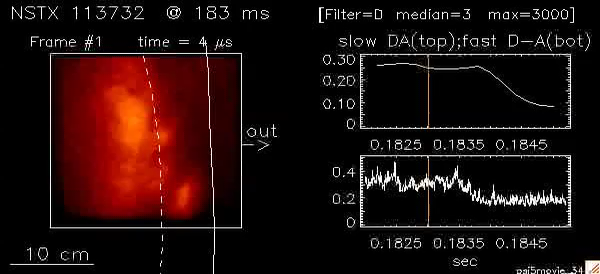 NSTX 113732 @ 183 ms
[Filter=D median=3 max=3000]
Frame #1 time = 4 μs
out
->
10 cm
slow DA(top);fast D-A(bot)
0.30
0.20
0.10
0
0.1825 0.1835 0.1845
0.4
0.2
0
0.1825 0.1835 0.1845
sec